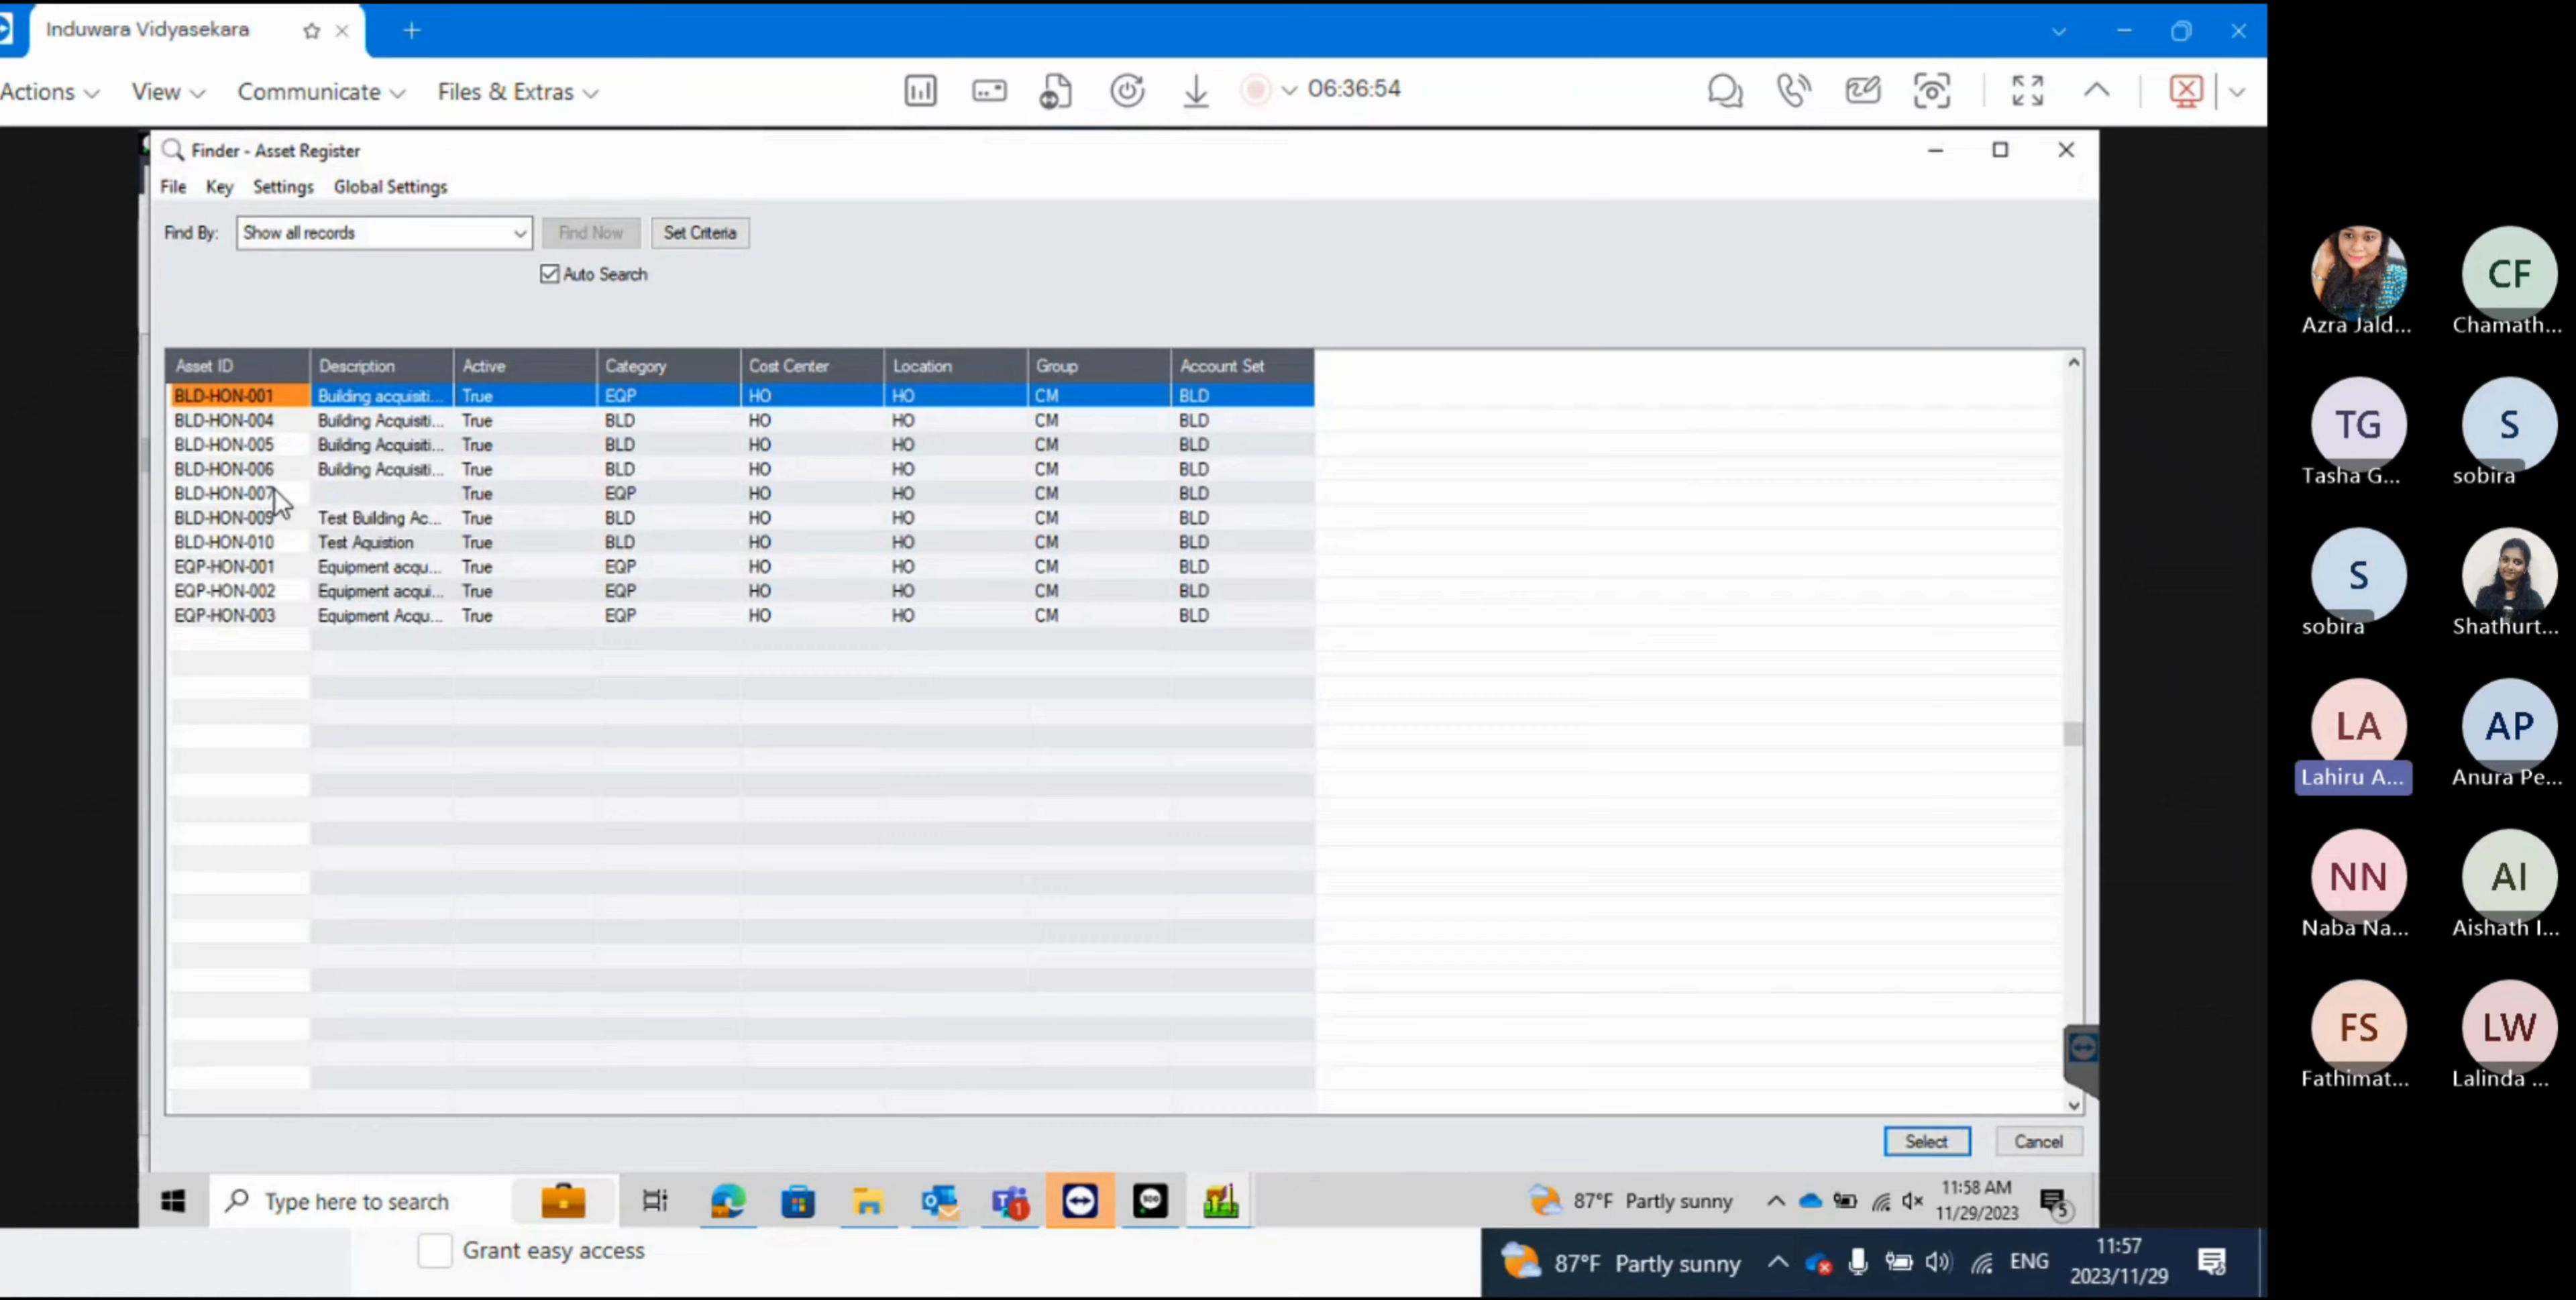 Induwara Vidyasekara
Actions View Communicate Files & Extras 06:36:54
Finder - Asset Register
File Key Settings Global Settings
Find By: Show all records Find Now Set Criteria
Auto Search
Asset ID Description Active Category Cost Center Location Group Account Set
BLD-HON-001 Building acquisiti... True EQP HO HO CM BLD
BLD-HON-004 Building Acquisiti... True BLD HO HO CM BLD
BLD-HON-005 Building Acquisiti... True BLD HO HO CM BLD
BLD-HON-006 Building Acquisiti... True BLD HO HO CM BLD
BLD-HON-007 True EQP HO HO CM BLD
BLD-HON-009 Test Building Ac... True BLD HO HO CM BLD
BLD-HON-010 Test Aquistion True BLD HO HO CM BLD
EQP-HON-001 Equipment acqu... True EQP HO HO CM BLD
EQP-HON-002 Equipment acqui... True EQP HO HO CM BLD
EQP-HON-003 Equipment Acqu... True EQP HO HO CM BLD
Select Cancel
Type here to search
1
87°F Partly sunny
11:58 AM
11/29/2023
5
Grant easy access
87°F Partly sunny
ENG
11:57
2023/11/29
Azra Jald...
CF
Chamath...
TG
Tasha G...
S
sobira
S
sobira
Shathurt...
LA
Lahiru A...
AP
Anura Pe...
NN
Naba Na...
AI
Aishath I...
FS
Fathimat...
LW
Lalinda ...